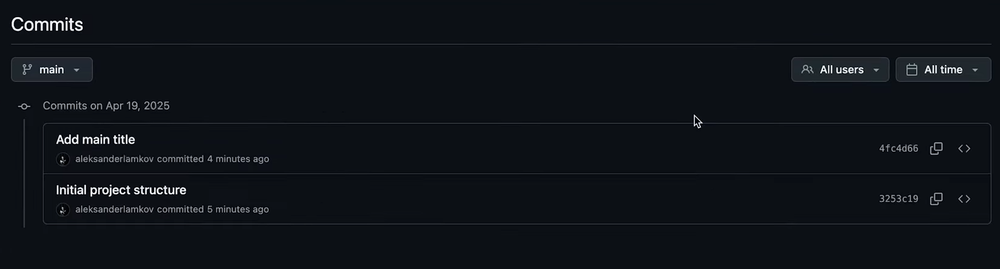 Commits
main
All users
All time
Commits on Apr 19, 2025
Add main title
aleksanderlamkov committed 4 minutes ago
4fc4d66
Initial project structure
aleksanderlamkov committed 5 minutes ago
3253c19